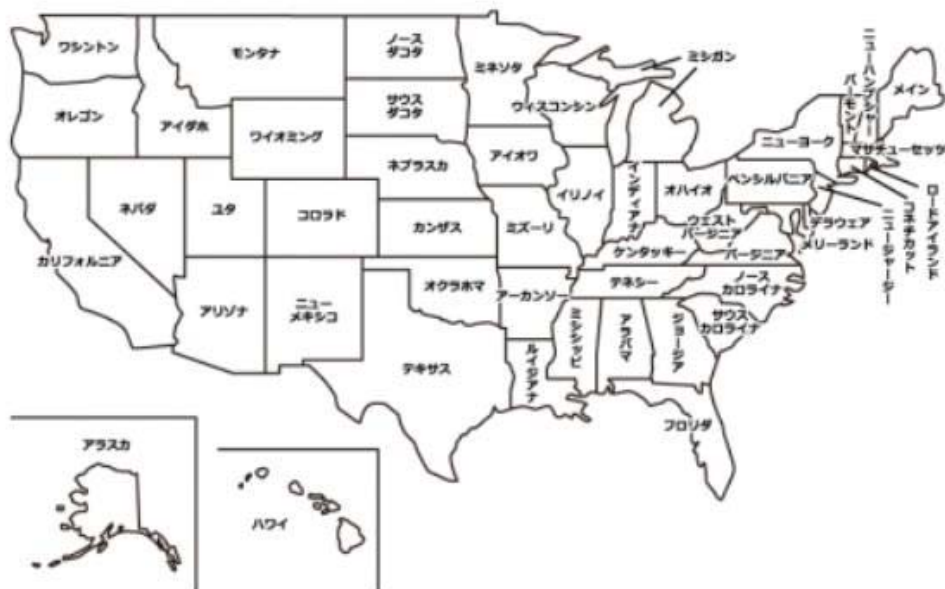 ワシントン
モンタナ
ノース
ダコタ
ミネソタ
ミシガン
ニューハンプシャー
バーモント
メイン
オレゴン
アイダホ
ワイオミング
サウス
ダコタ
ウィスコンシン
ニューヨーク
マサチューセッツ
ネブラスカ
アイオワ
イリノイ
インディアナ
オハイオ
ペンシルバニア
ロードアイランド
コネチカット
ニュージャージー
ネバダ
ユタ
コロラド
カンザス
ミズーリ
ウェスト
バージニア
デラウェア
メリーランド
カリフォルニア
ケンタッキー
バージニア
アリゾナ
ニュー
メキシコ
オクラホマ
アーカンソー
テネシー
ノース
カロライナ
サウス
カロライナ
テキサス
ルイジアナ
ミシシッピ
アラバマ
ジョージア
フロリダ
アラスカ
ハワイ